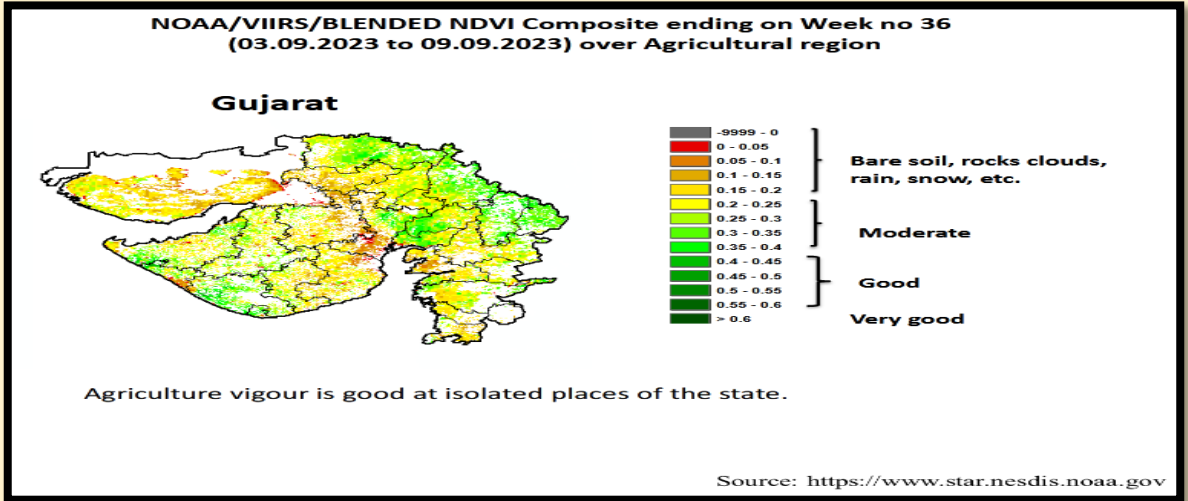 NOAA/VIIRS/BLENDED NDVI Composite ending on Week no 36
(03.09.2023 to 09.09.2023) over Agricultural region
Gujarat
-9999 - 0
0 - 0.05
0.05 - 0.1
0.1 - 0.15
0.15 - 0.2
0.2 - 0.25
0.25 - 0.3
0.3 - 0.35
0.35 - 0.4
0.4 - 0.45
0.45 - 0.5
0.5 - 0.55
0.55 - 0.6
> 0.6
Bare soil, rocks clouds,
rain, snow, etc.
Moderate
Good
Very good
Agriculture vigour is good at isolated places of the state.
Source: https://www.star.nesdis.noaa.gov